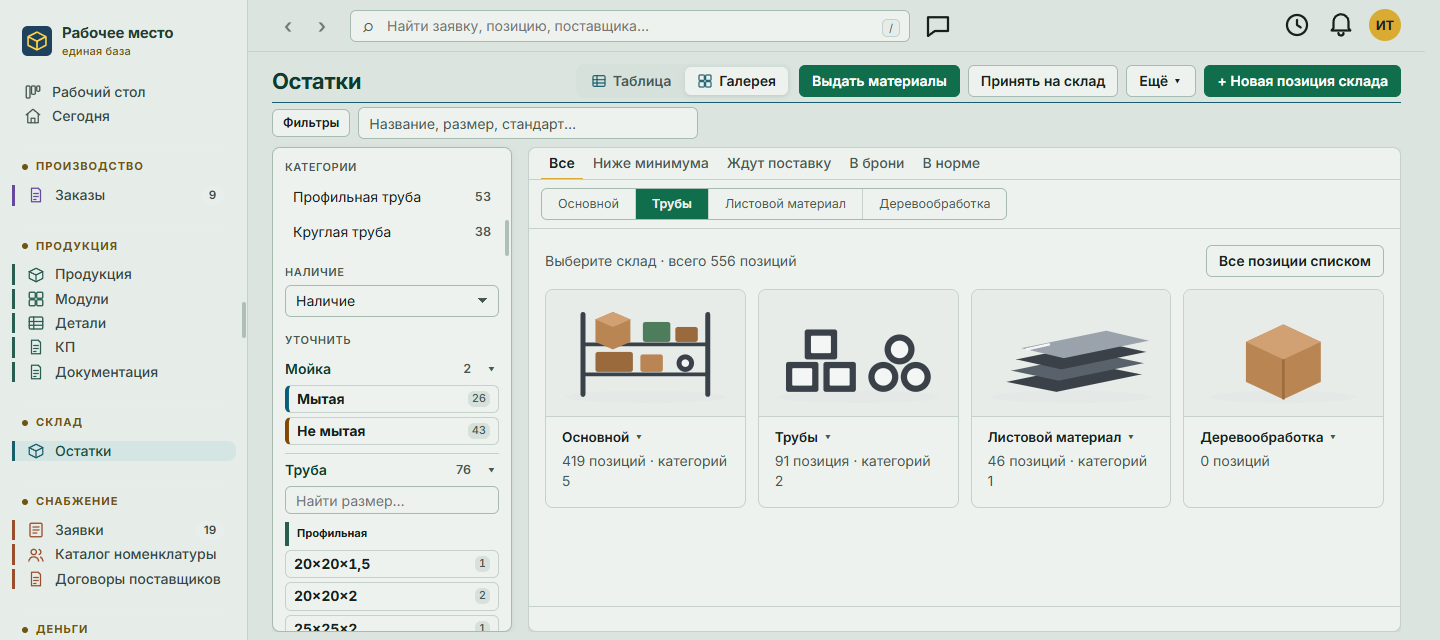 Рабочее место
единая база
Рабочий стол
Сегодня
ПРОИЗВОДСТВО
Заказы 9
ПРОДУКЦИЯ
Продукция
Модули
Детали
КП
Документация
СКЛАД
Остатки
СНАБЖЕНИЕ
Заявки 19
Каталог номенклатуры
Договоры поставщиков
ДЕНЬГИ
Найти заявку, позицию, поставщика... /
ИТ
Остатки
Таблица
Галерея
Выдать материалы
Принять на склад
Ещё
+ Новая позиция склада
Фильтры
Название, размер, стандарт...
КАТЕГОРИИ
Профильная труба 53
Круглая труба 38
НАЛИЧИЕ
Наличие
УТОЧНИТЬ
Мойка 2
Мытая 26
Не мытая 43
Труба 76
Найти размер...
Профильная
20×20×1,5 1
20×20×2 2
25×25×2 1
Все Ниже минимума Ждут поставку В брони В норме
Основной Трубы Листовой материал Деревообработка
Выберите склад · всего 556 позиций
Все позиции списком
Основной
419 позиций · категорий
5
Трубы
91 позиция · категорий
2
Листовой материал
46 позиций · категорий
1
Деревообработка
0 позиций